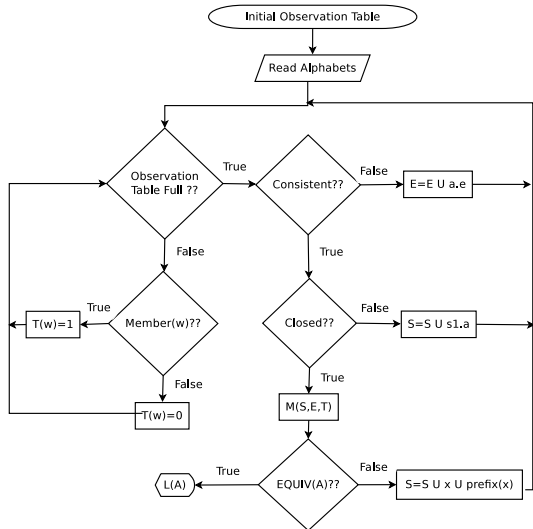 Initial Observation Table
Read Alphabets
Observation
Table Full ??
True
Consistent??
False
E=E U a.e
False
True
Member(w)??
True
T(w)=1
False
T(w)=0
Closed??
False
S=S U s1.a
True
M(S,E,T)
EQUIV(A)??
True
L(A)
False
S=S U x U prefix(x)